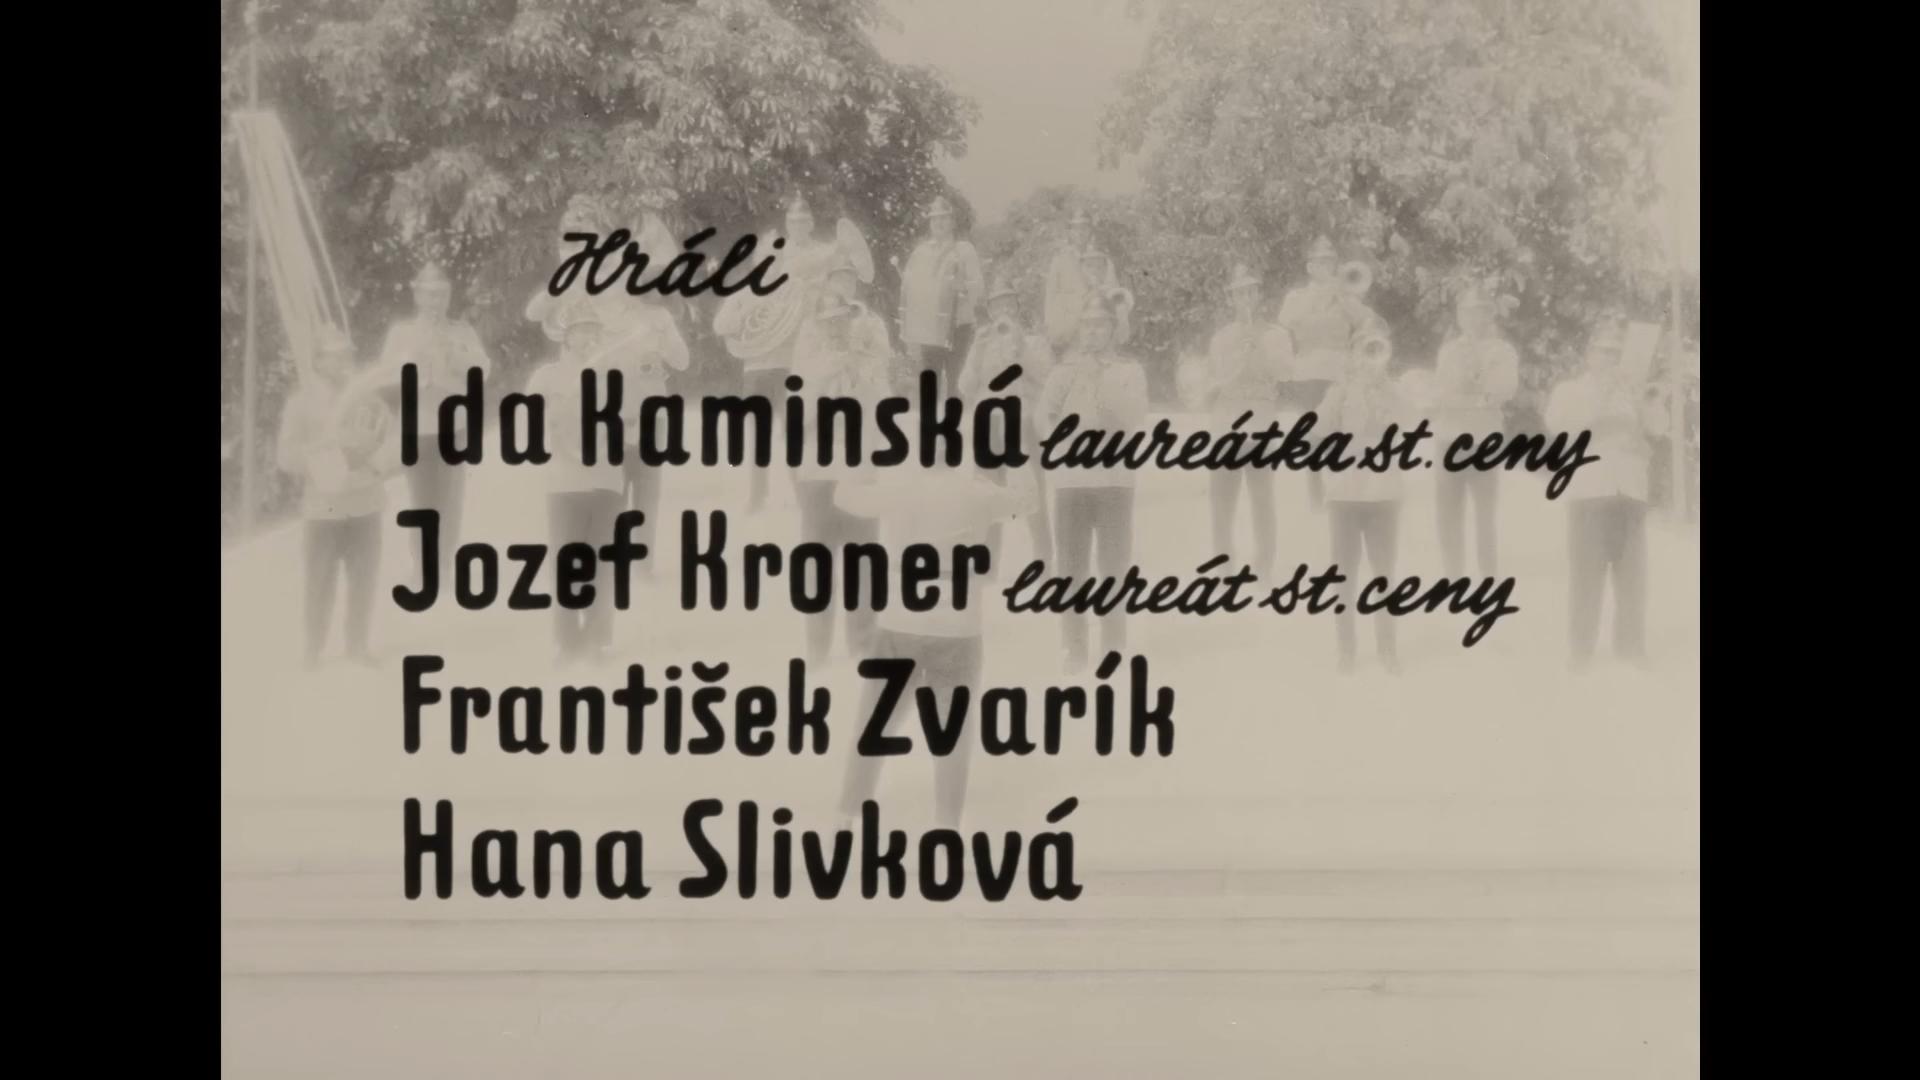 Hráli
Ida Kaminská laureátka st. ceny
Jozef Kroner laureát st. ceny
František Zvarík
Hana Slivková